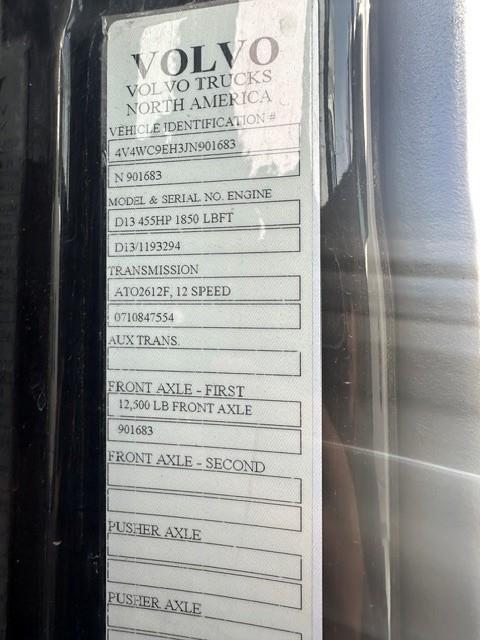 VOLVO
VOLVO TRUCKS
NORTH AMERICA
VEHICLE IDENTIFICATION #
4V4WC9EH3JN901683
N 901683
MODEL & SERIAL NO. ENGINE
D13 455HP 1850 LBFT
D13/1193294
TRANSMISSION
ATO2612F, 12 SPEED
0710847554
AUX TRANS.
FRONT AXLE - FIRST
12,500 LB FRONT AXLE
901683
FRONT AXLE - SECOND
PUSHER AXLE
PUSHER AXLE